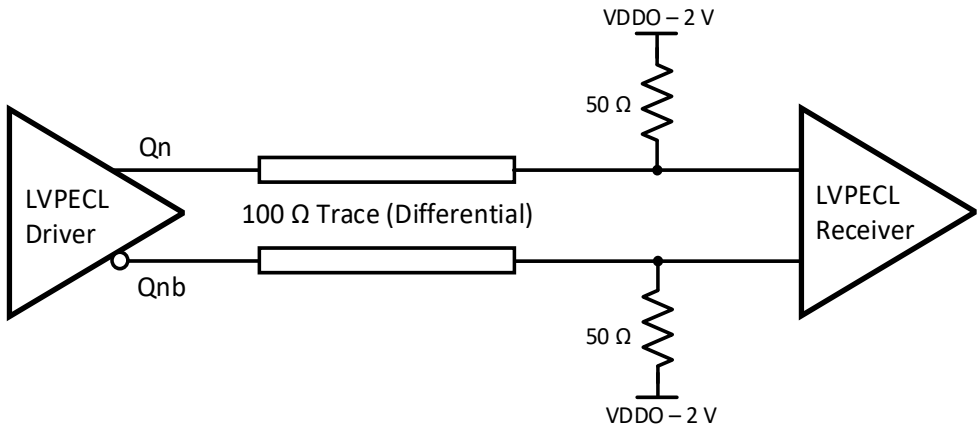 VDDO – 2 V
50 Ω
Qn
LVPECL
Driver
100 Ω Trace (Differential)
LVPECL
Receiver
Qnb
50 Ω
VDDO – 2 V